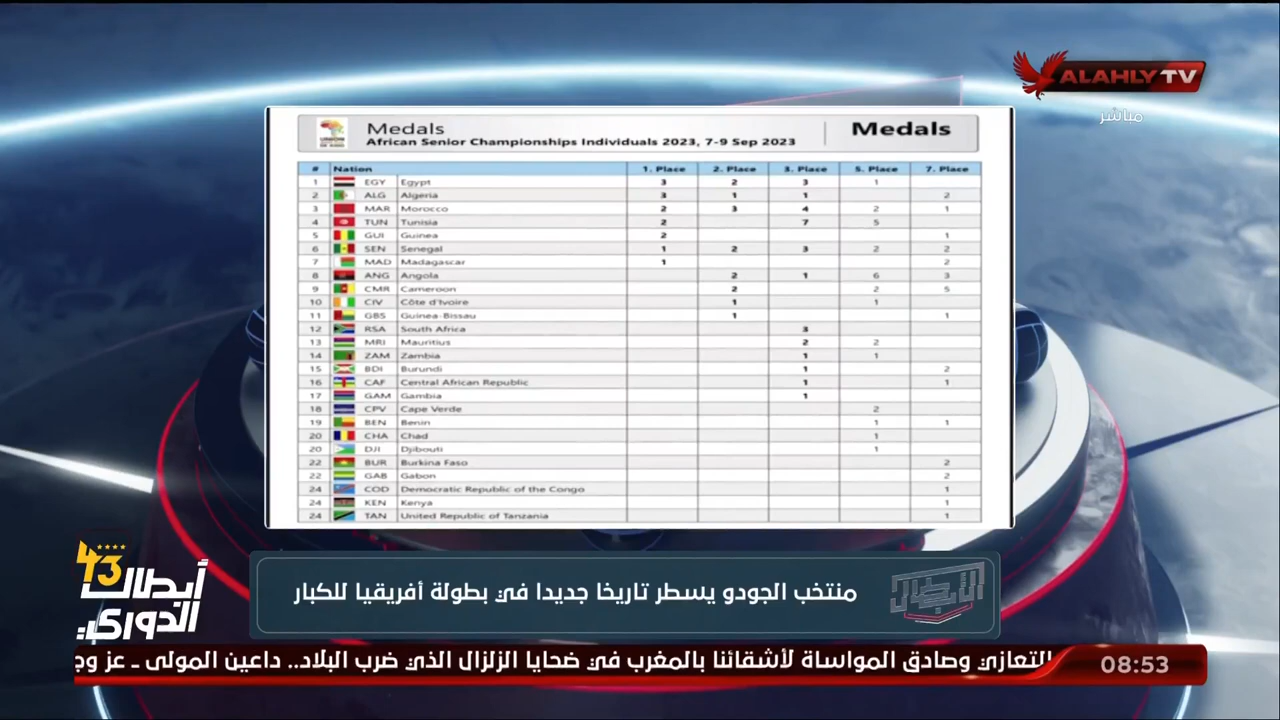 ALAHLY TV
مباشر
Medals
African Senior Championships Individuals 2023, 7-9 Sep 2023
Medals
# Nation 1. Place 2. Place 3. Place 5. Place 7. Place
1 EGY Egypt 3 2 3 1
2 ALG Algeria 3 1 1 2
3 MAR Morocco 2 3 4 2 1
4 TUN Tunisia 2 7 5
5 GUI Guinea 2 1
6 SEN Senegal 1 2 3 2 2
7 MAD Madagascar 1 2
8 ANG Angola 2 1 6 3
9 CMR Cameroon 2 2 5
10 CIV Côte d'Ivoire 1 1
11 GBS Guinea-Bissau 1 1
12 RSA South Africa 3
13 MRI Mauritius 2 2
14 ZAM Zambia 1 1
15 BDI Burundi 1 2
16 CAF Central African Republic 1 1
17 GAM Gambia 1
18 CPV Cape Verde 2
19 BEN Benin 1 1
20 CHA Chad 1
20 DJI Djibouti 1
22 BUR Burkina Faso 2
22 GAB Gabon 2
24 COD Democratic Republic of the Congo 1
24 KEN Kenya 1
24 TAN United Republic of Tanzania 1
الأبطال
منتخب الجودو يسطر تاريخا جديدا في بطولة أفريقيا للكبار
43
أبطال
الدوري
08:53
التعازي وصادق المواساة لأشقائنا بالمغرب في ضحايا الزلزال الذي ضرب البلاد.. داعين المولى - عز